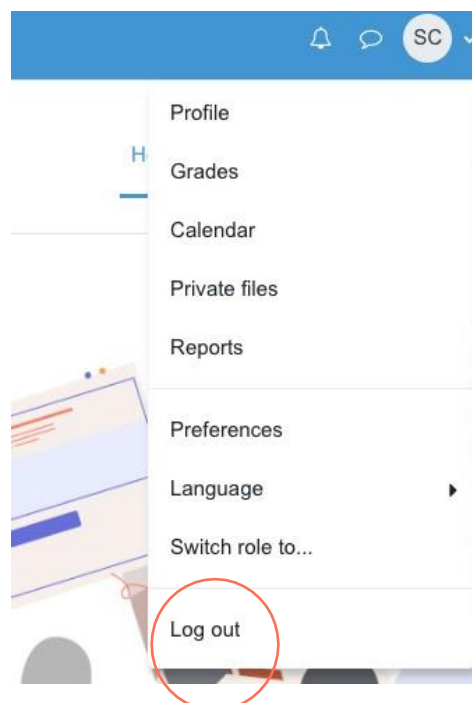 SC
Profile
H
Grades
Calendar
Private files
Reports
Preferences
Language
Switch role to...
Log out